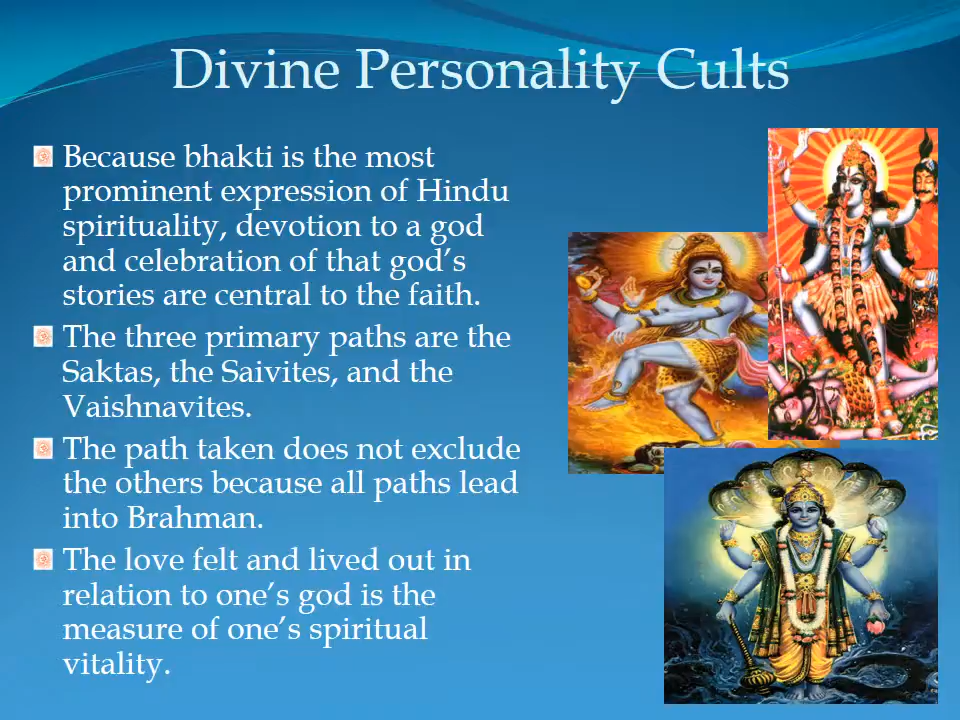 Divine Personality Cults
Because bhakti is the most
prominent expression of Hindu
spirituality, devotion to a god
and celebration of that god’s
stories are central to the faith.
The three primary paths are the
Saktas, the Saivites, and the
Vaishnavites.
The path taken does not exclude
the others because all paths lead
into Brahman.
The love felt and lived out in
relation to one’s god is the
measure of one’s spiritual
vitality.